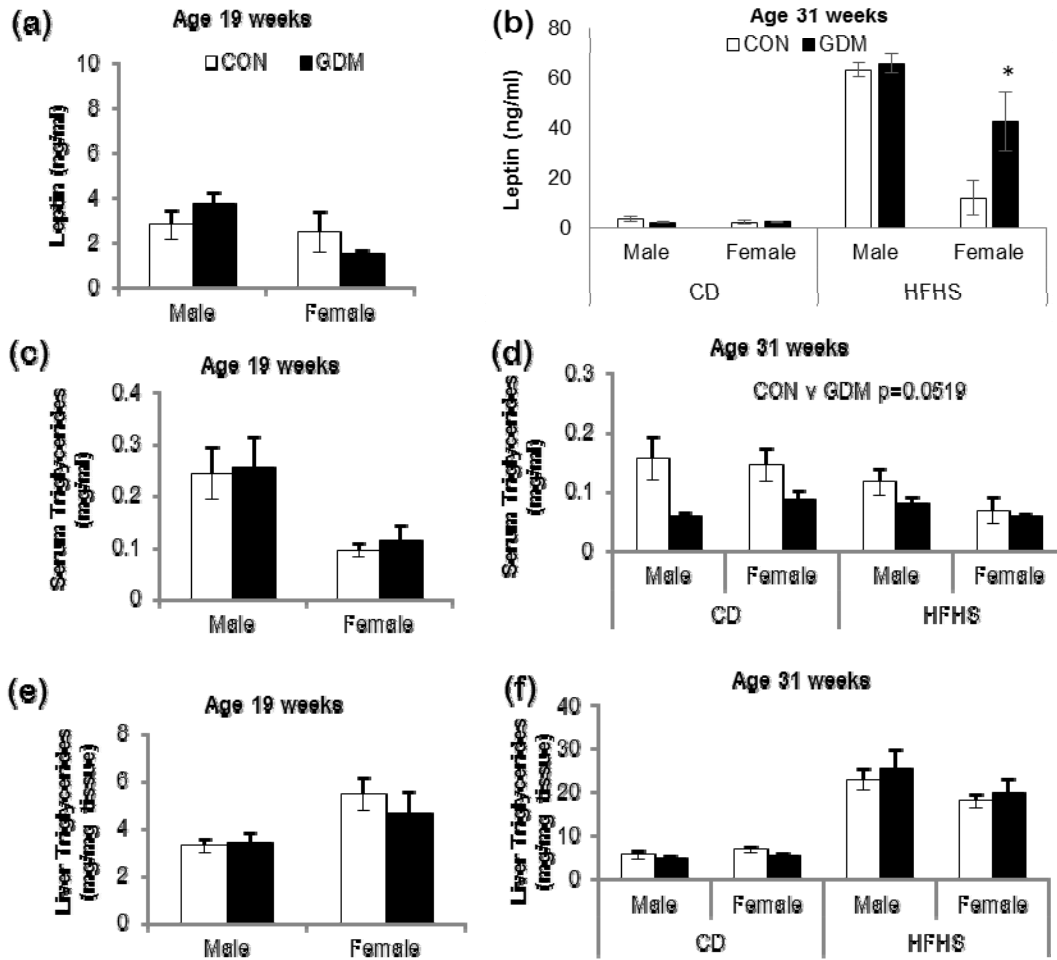 (a)
Age 19 weeks
CON GDM
Leptin (ng/ml)
10
8
6
4
2
0
Male Female
(b)
Age 31 weeks
CON GDM
Leptin (ng/ml)
80
60
40
20
0
*
Male Female Male Female
CD HFHS
(c)
Age 19 weeks
Serum Triglycerides
(mg/ml)
0.4
0.3
0.2
0.1
0
Male Female
(d)
Age 31 weeks
CON v GDM p=0.0519
Serum Triglycerides
(mg/ml)
0.3
0.2
0.1
0
Male Female Male Female
CD HFHS
(e)
Age 19 weeks
Liver Triglycerides
(mg/mg tissue)
8
6
4
2
0
Male Female
(f)
Age 31 weeks
Liver Triglycerides
(mg/mg tissue)
40
30
20
10
0
Male Female Male Female
CD HFHS